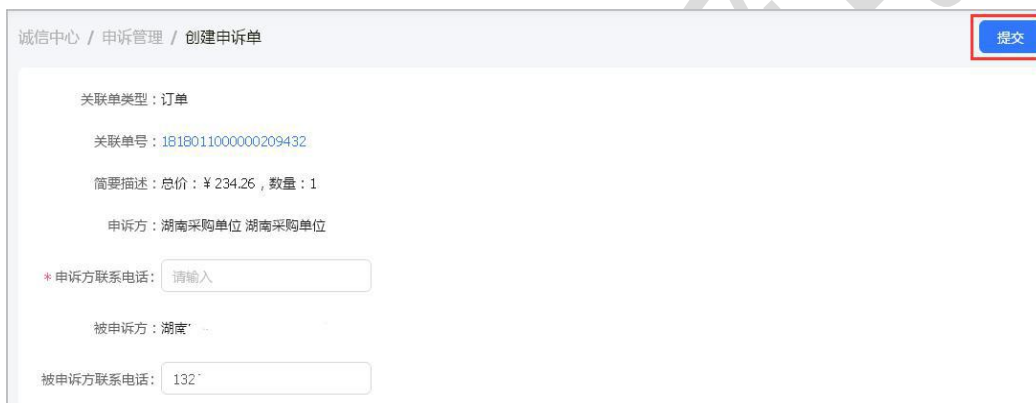 诚信中心 / 申诉管理 / 创建申诉单
提交
关联单类型：订单
关联单号：1818011000000209432
简要描述：总价：¥ 234.26，数量：1
申诉方：湖南采购单位 湖南采购单位
* 申诉方联系电话： 请输入
被申诉方：湖南
被申诉方联系电话： 132